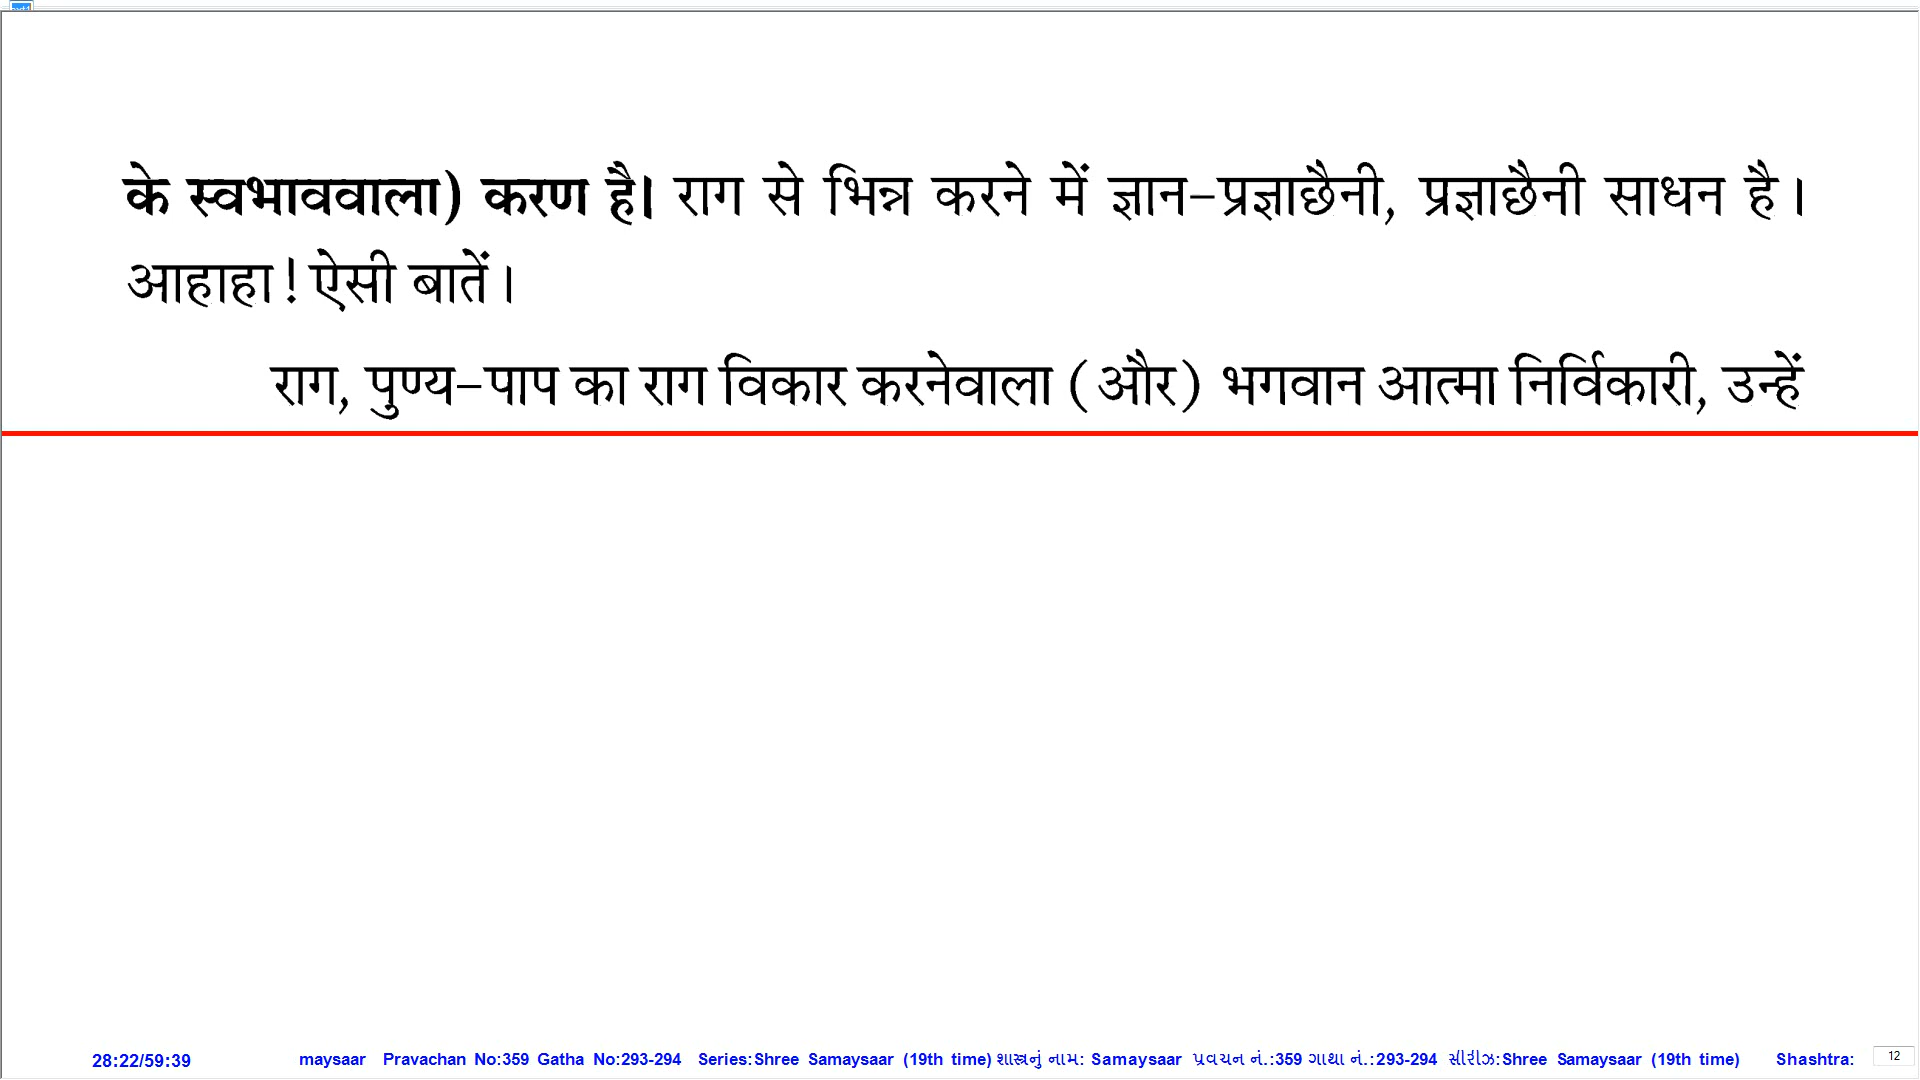 के स्वभाववाला) करण है। राग से भिन्न करने में ज्ञान-प्रज्ञाछैनी, प्रज्ञाछैनी साधन है।
आहाहा! ऐसी बातें।
राग, पुण्य-पाप का राग विकार करनेवाला (और) भगवान आत्मा निर्विकारी, उन्हें
28:22/59:39 maysaar Pravachan No:359 Gatha No:293-294 Series:Shree Samaysaar (19th time) શાસ્ત્રનું નામ: Samaysaar પ્રવચન નં.:359 ગાથા નં.:293-294 સીરીઝ:Shree Samaysaar (19th time) Shashtra: 12